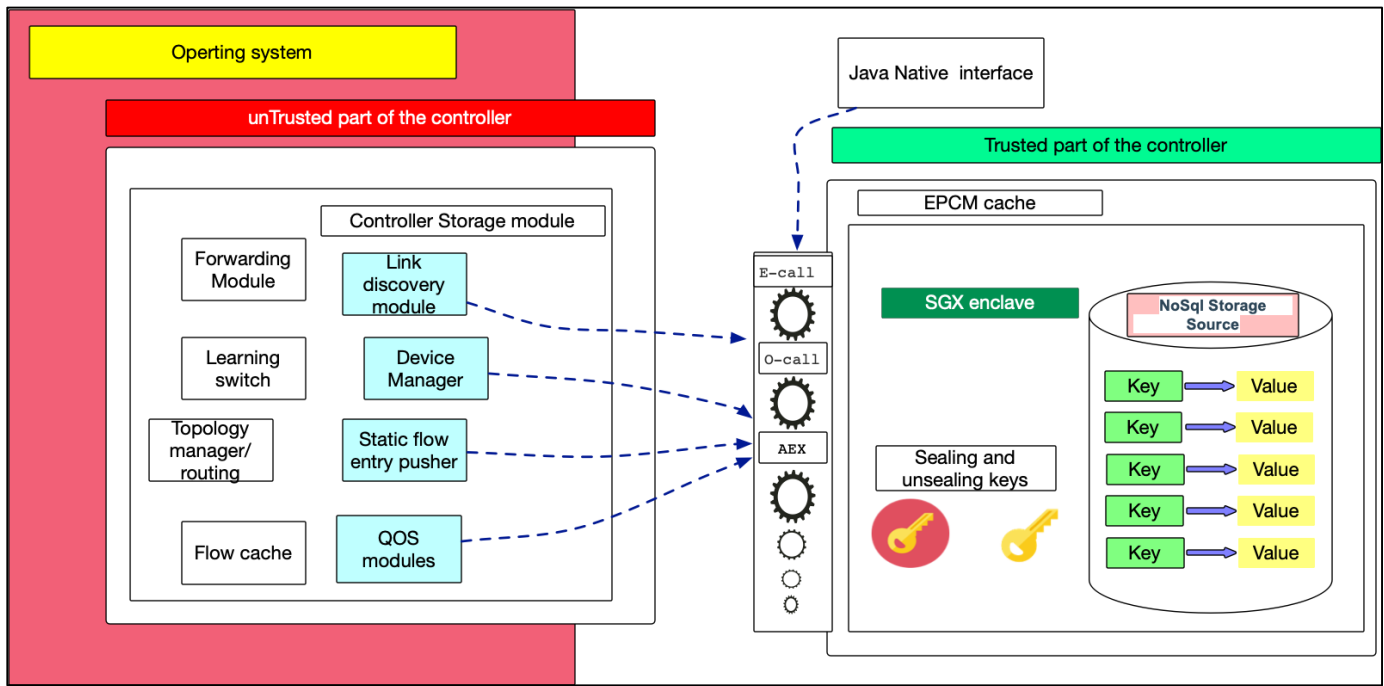 Operting system
unTrusted part of the controller
Controller Storage module
Forwarding
Module
Link
discovery
module
Learning
switch
Device
Manager
Topology
manager/
routing
Static flow
entry pusher
Flow cache
QOS
modules
Java Native interface
E-call
O-call
AEX
Trusted part of the controller
EPCM cache
SGX enclave
Sealing and
unsealing keys
NoSql Storage
Source
Key Value
Key Value
Key Value
Key Value
Key Value